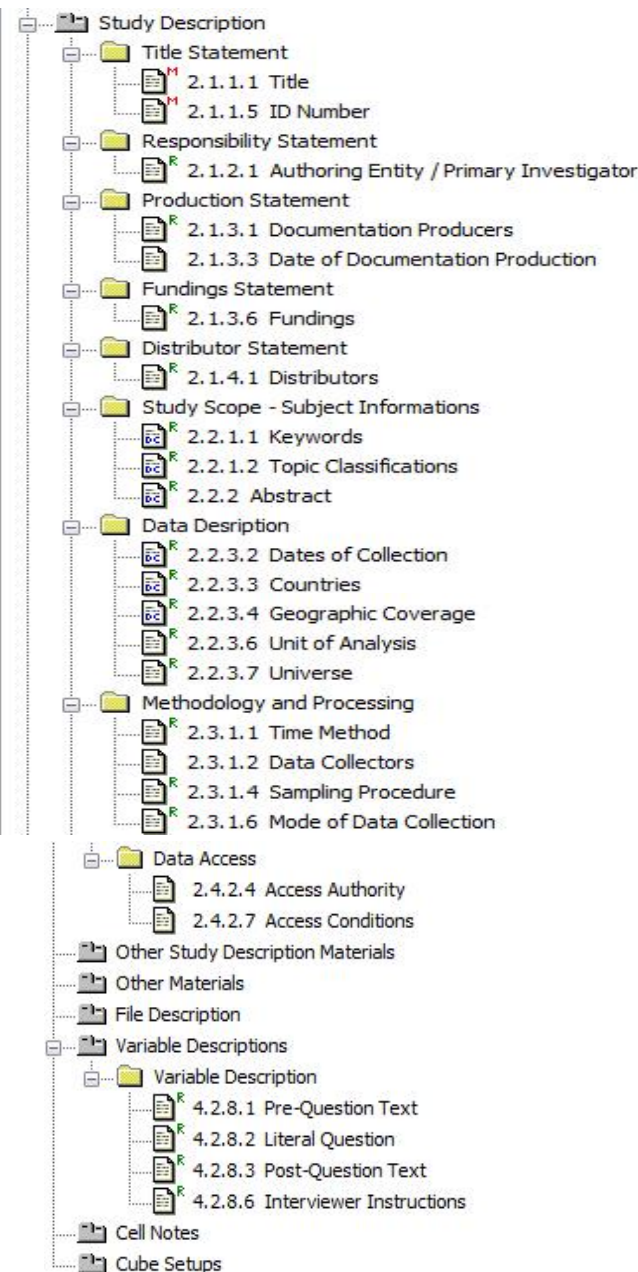 Study Description
Title Statement
M 2.1.1.1 Title
M 2.1.1.5 ID Number
Responsibility Statement
R 2.1.2.1 Authoring Entity / Primary Investigator
Production Statement
R 2.1.3.1 Documentation Producers
2.1.3.3 Date of Documentation Production
Fundings Statement
R 2.1.3.6 Fundings
Distributor Statement
R 2.1.4.1 Distributors
Study Scope - Subject Informations
DC R 2.2.1.1 Keywords
DC R 2.2.1.2 Topic Classifications
DC R 2.2.2 Abstract
Data Desription
DC R 2.2.3.2 Dates of Collection
DC R 2.2.3.3 Countries
DC R 2.2.3.4 Geographic Coverage
R 2.2.3.6 Unit of Analysis
R 2.2.3.7 Universe
Methodology and Processing
R 2.3.1.1 Time Method
2.3.1.2 Data Collectors
R 2.3.1.4 Sampling Procedure
R 2.3.1.6 Mode of Data Collection
Data Access
2.4.2.4 Access Authority
2.4.2.7 Access Conditions
Other Study Description Materials
Other Materials
File Description
Variable Descriptions
Variable Description
R 4.2.8.1 Pre-Question Text
R 4.2.8.2 Literal Question
R 4.2.8.3 Post-Question Text
R 4.2.8.6 Interviewer Instructions
Cell Notes
Cube Setups